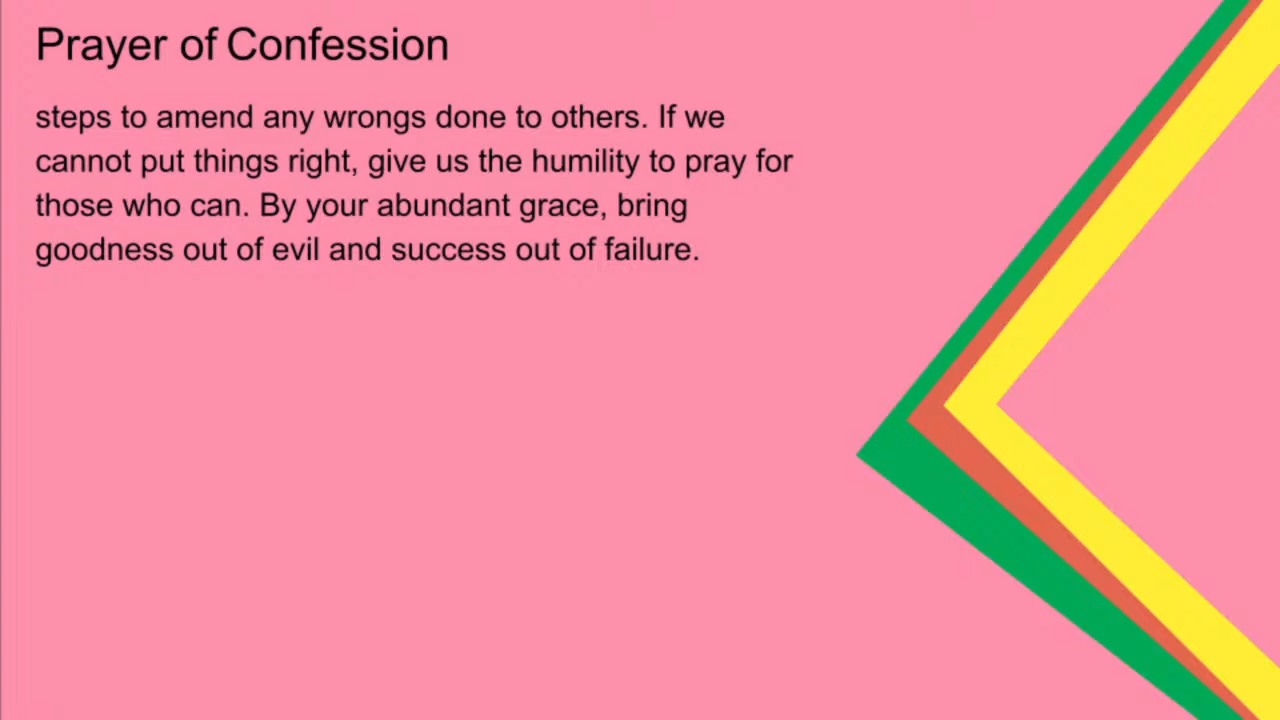 Prayer of Confession
steps to amend any wrongs done to others. If we
cannot put things right, give us the humility to pray for
those who can. By your abundant grace, bring
goodness out of evil and success out of failure.